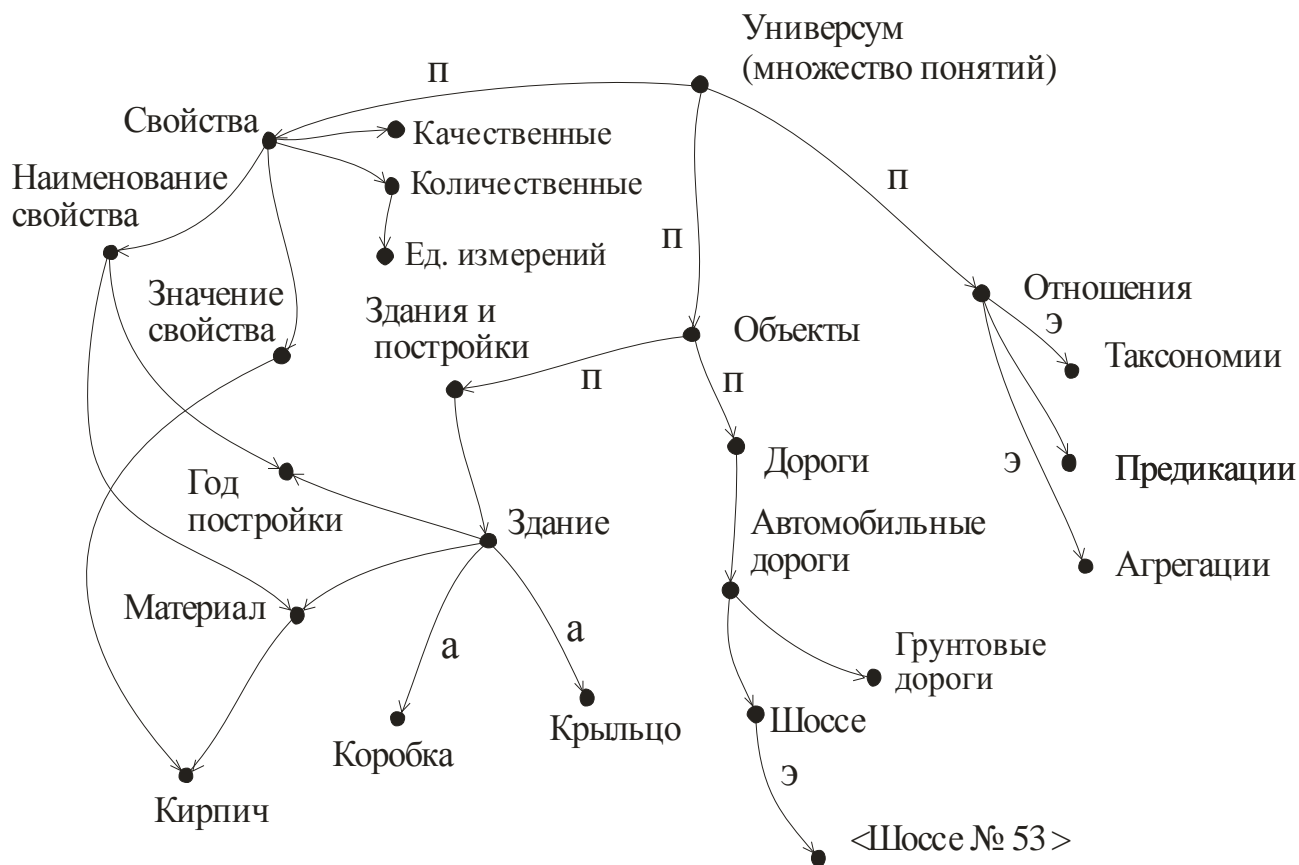 Универсум
(множество понятий)
п
Свойства
Качественные
Наименование
свойства
Количественные
п
п
Ед. измерений
Значение
свойства
Здания и
постройки
Объекты
Отношения
э
Таксономии
п
п
Дороги
э
Предикации
Год
постройки
Здание
Автомобильные
дороги
Агрегации
Материал
а
а
Грунтовые
дороги
Коробка
Крыльцо
Шоссе
э
Кирпич
<Шоссе № 53>